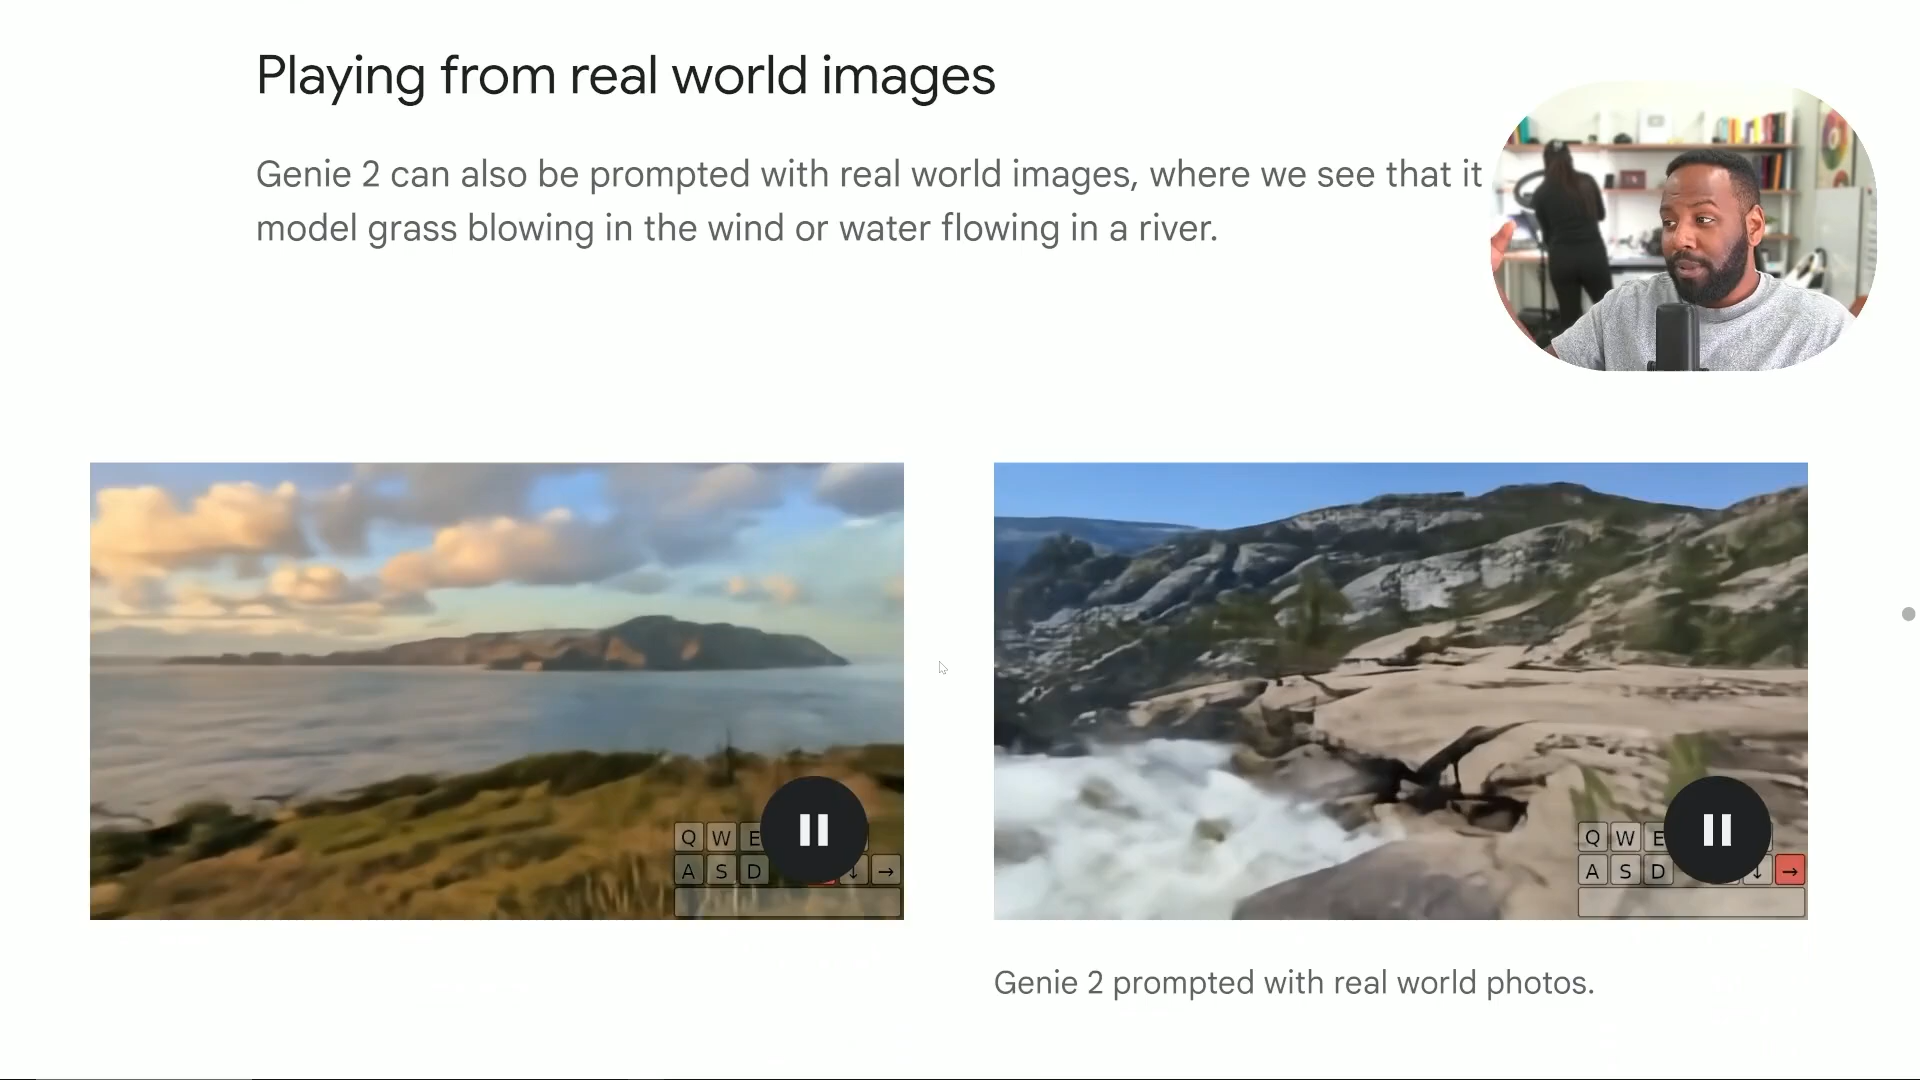 Playing from real world images
Genie 2 can also be prompted with real world images, where we see that it
model grass blowing in the wind or water flowing in a river.
Q W E
A S D ↓ →
Q W E
A S D ↓ →
Genie 2 prompted with real world photos.